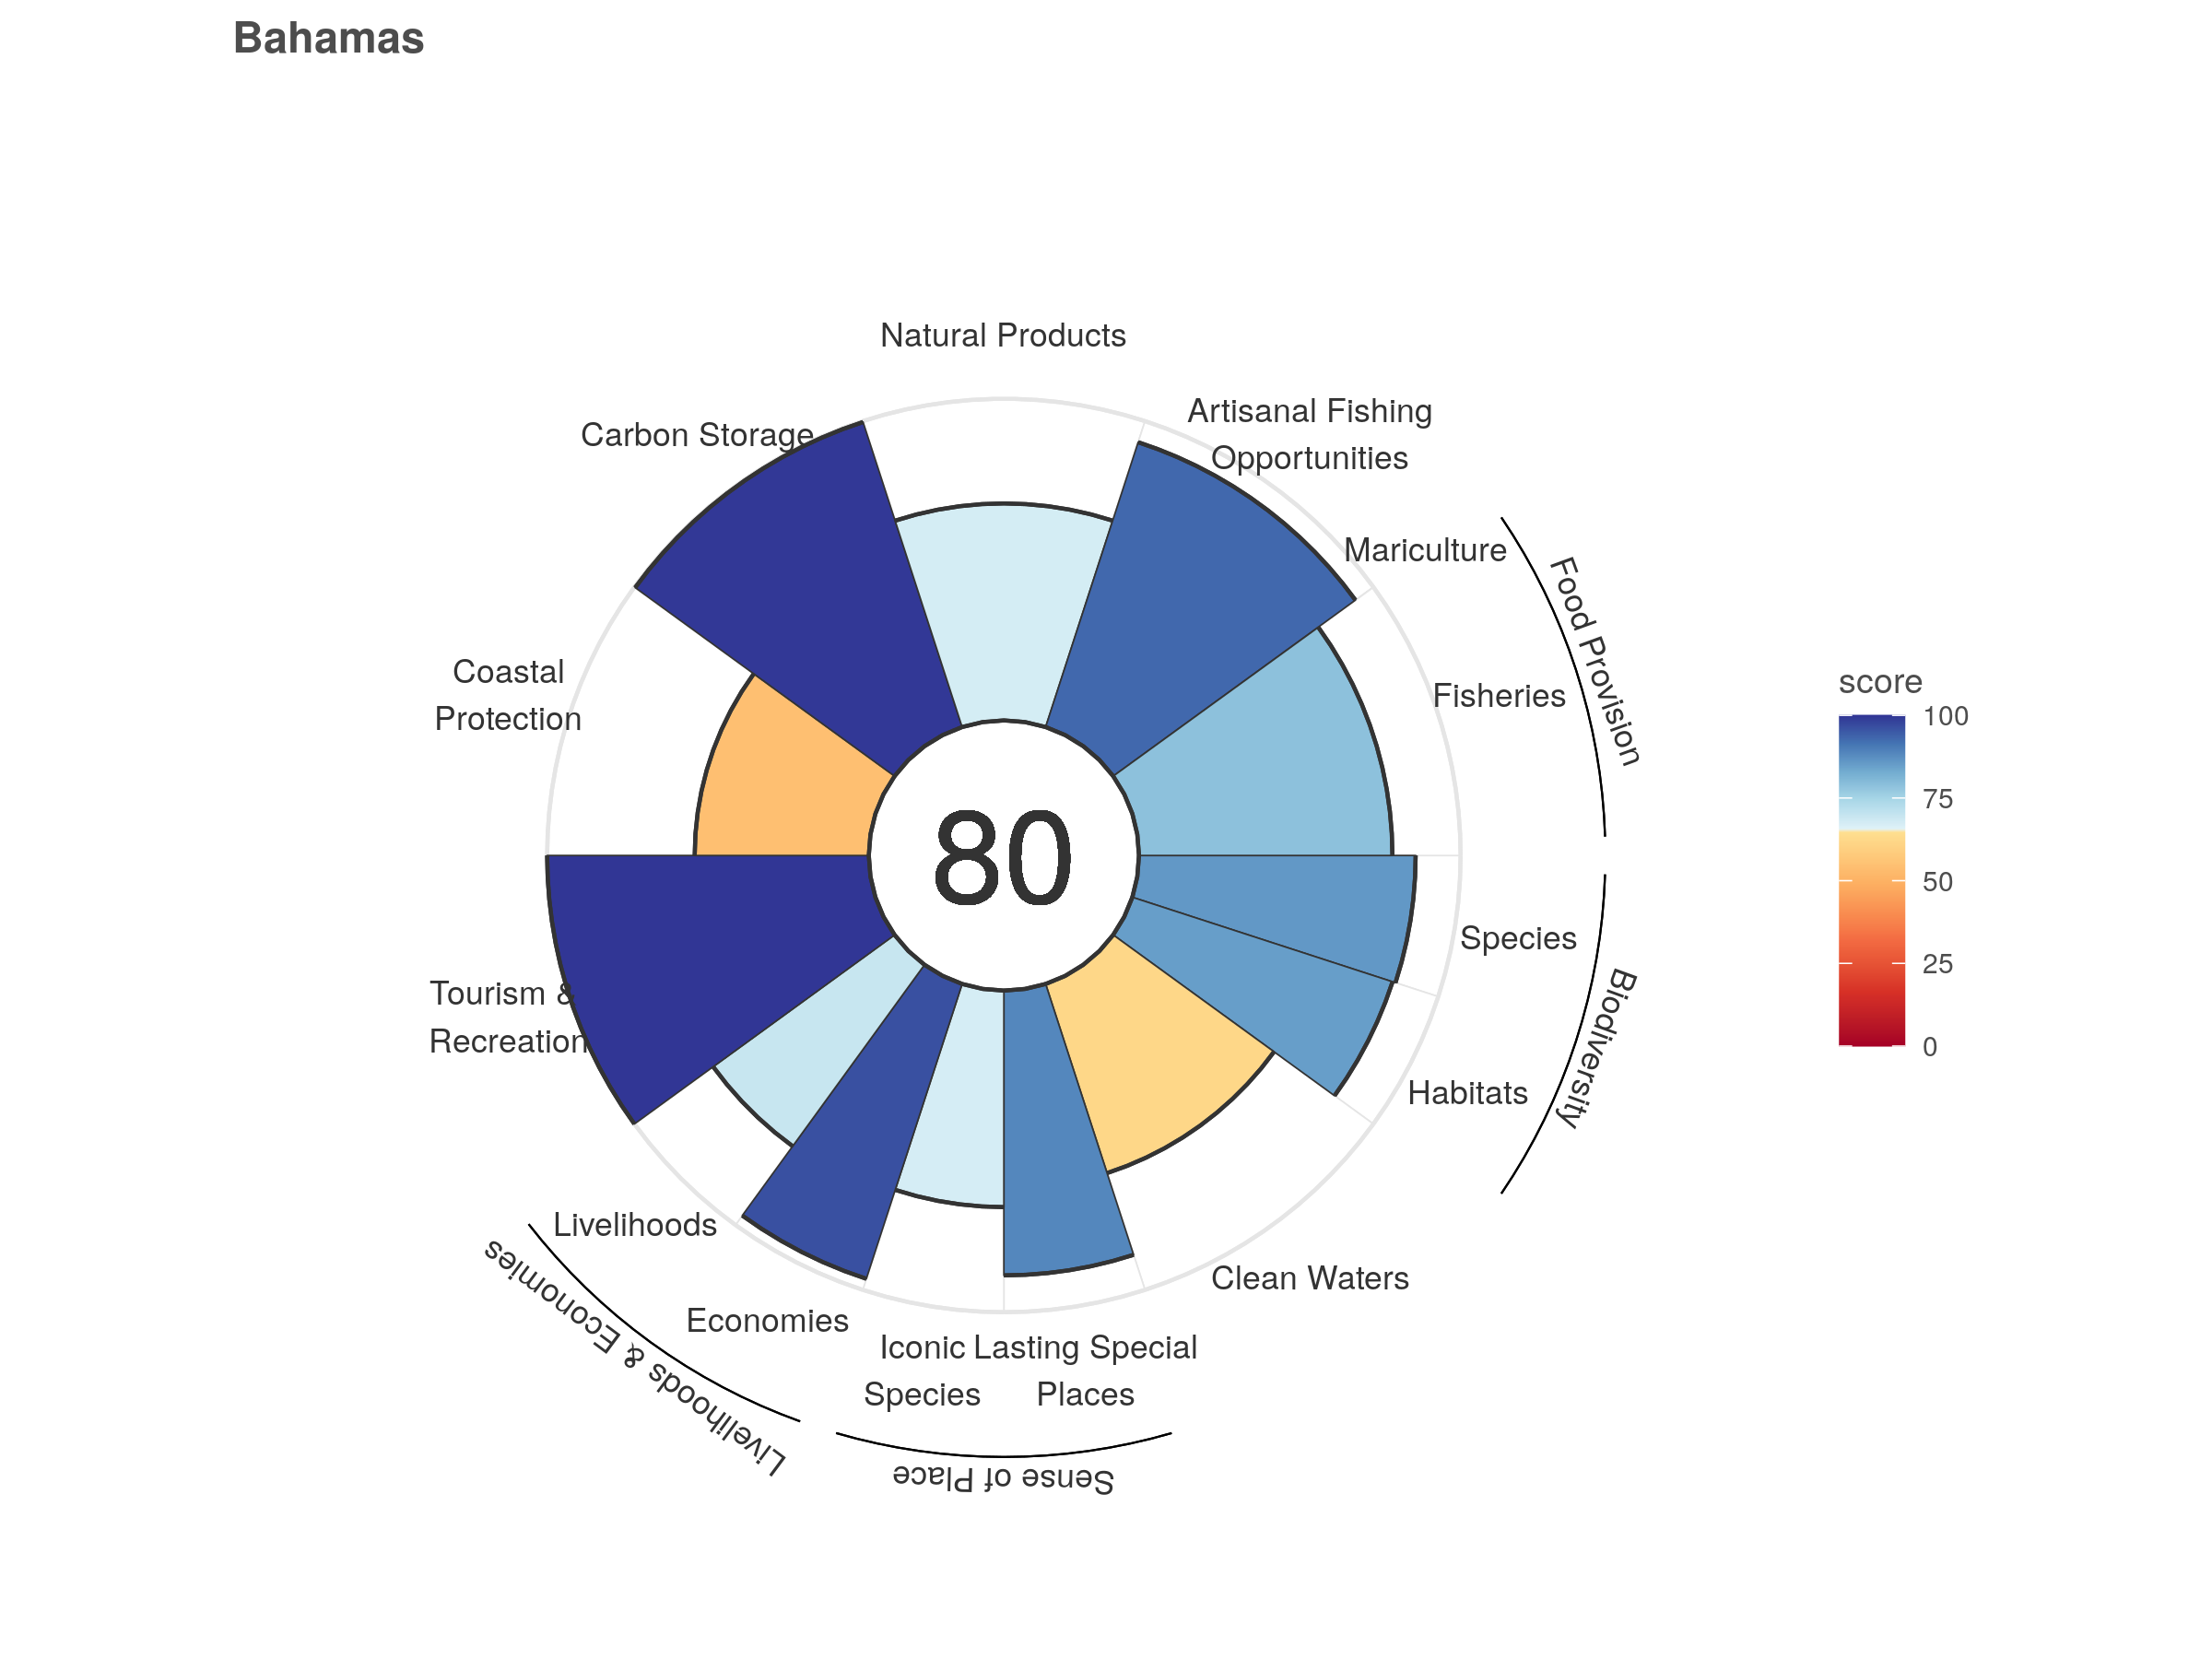 Bahamas
Natural Products
Artisanal Fishing
Opportunities
Carbon Storage
Mariculture
Food Provision
Fisheries
Coastal
Protection
score
100
75
50
25
0
80
Species
Biodiversity
Habitats
Tourism &
Recreation
Livelihoods
Livelihoods & Economies
Economies
Clean Waters
Iconic
Species
Lasting Special
Places
Sense of Place